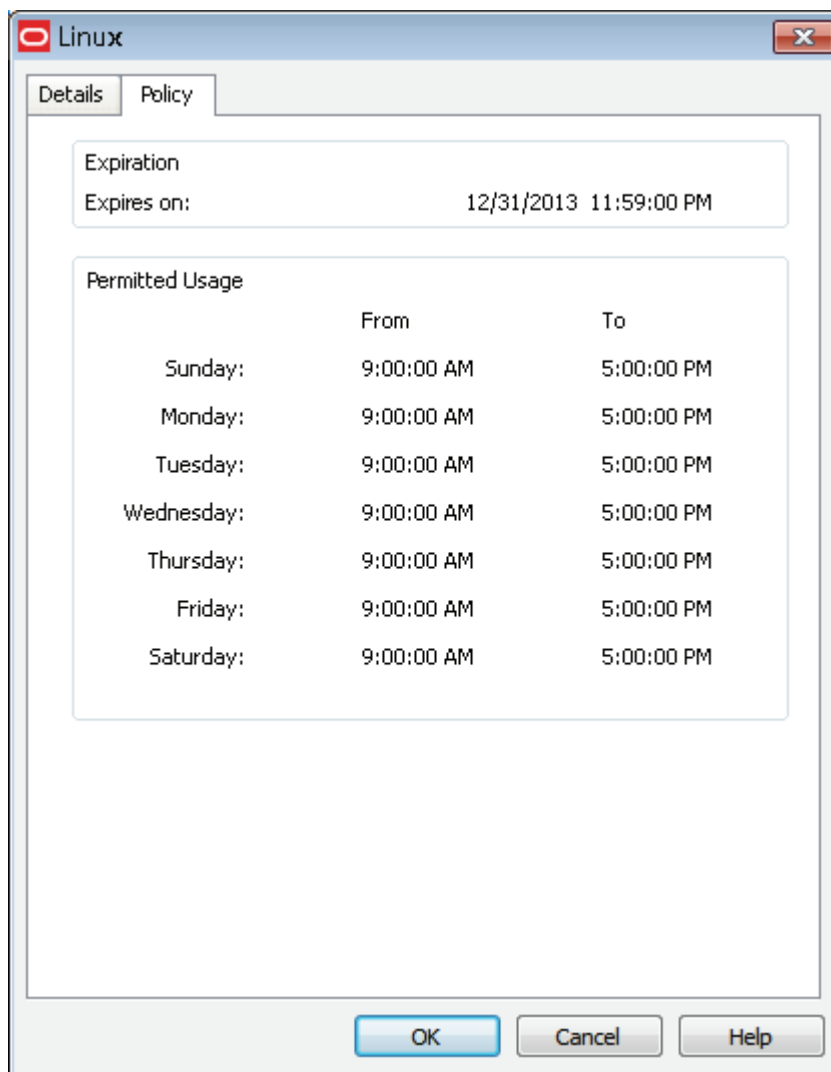 Linux
Details Policy
Expiration
Expires on: 12/31/2013 11:59:00 PM
Permitted Usage
From To
Sunday: 9:00:00 AM 5:00:00 PM
Monday: 9:00:00 AM 5:00:00 PM
Tuesday: 9:00:00 AM 5:00:00 PM
Wednesday: 9:00:00 AM 5:00:00 PM
Thursday: 9:00:00 AM 5:00:00 PM
Friday: 9:00:00 AM 5:00:00 PM
Saturday: 9:00:00 AM 5:00:00 PM
OK Cancel Help